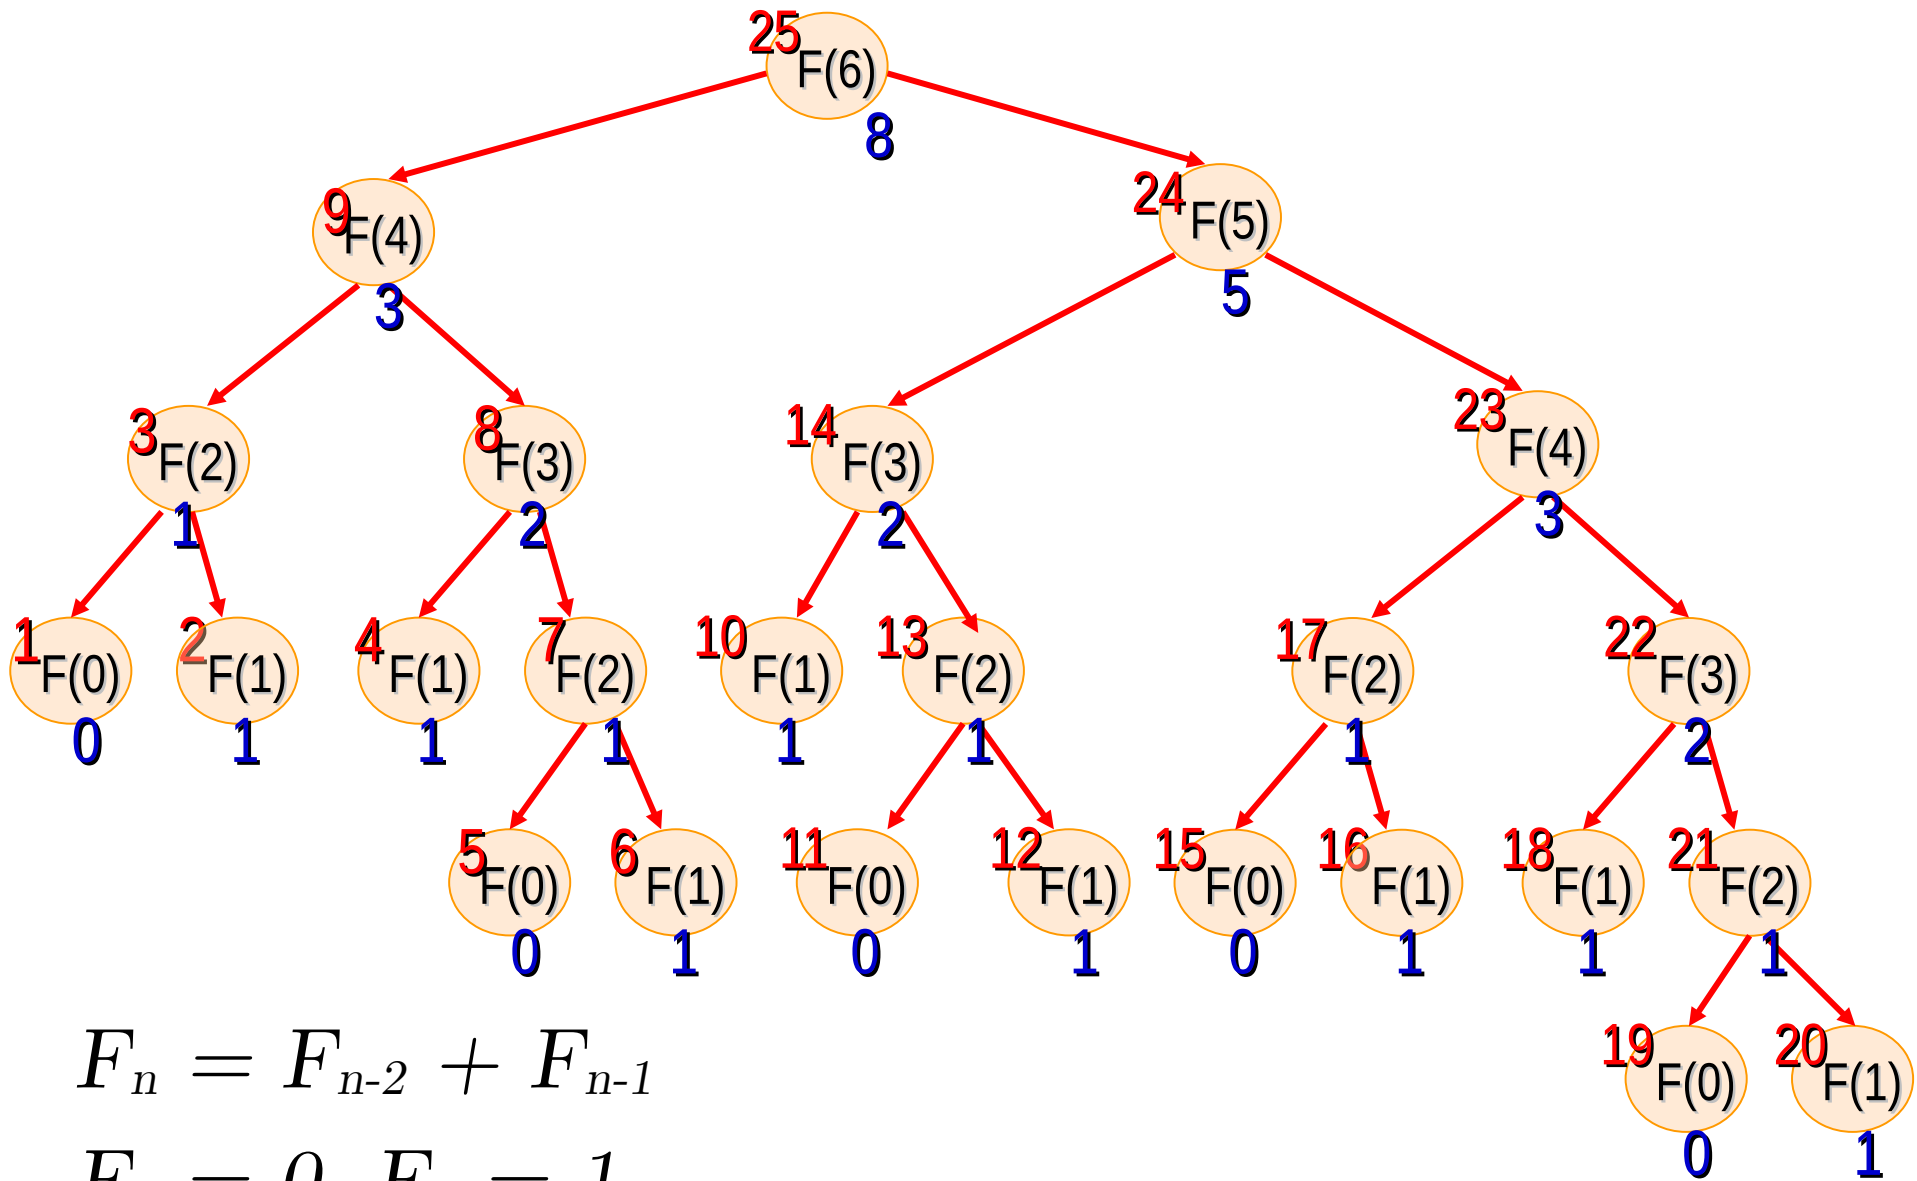 25
F(6)
8
9
F(4)
3
24
F(5)
5
3
F(2)
1
8
F(3)
2
14
F(3)
2
23
F(4)
3
1
F(0)
0
2
F(1)
1
4
F(1)
1
7
F(2)
1
10
F(1)
1
13
F(2)
1
17
F(2)
1
22
F(3)
2
5
F(0)
0
6
F(1)
1
11
F(0)
0
12
F(1)
1
15
F(0)
0
16
F(1)
1
18
F(1)
1
21
F(2)
1
19
F(0)
0
20
F(1)
1
Fn = Fn-2 + Fn-1
F = 0 F = 1